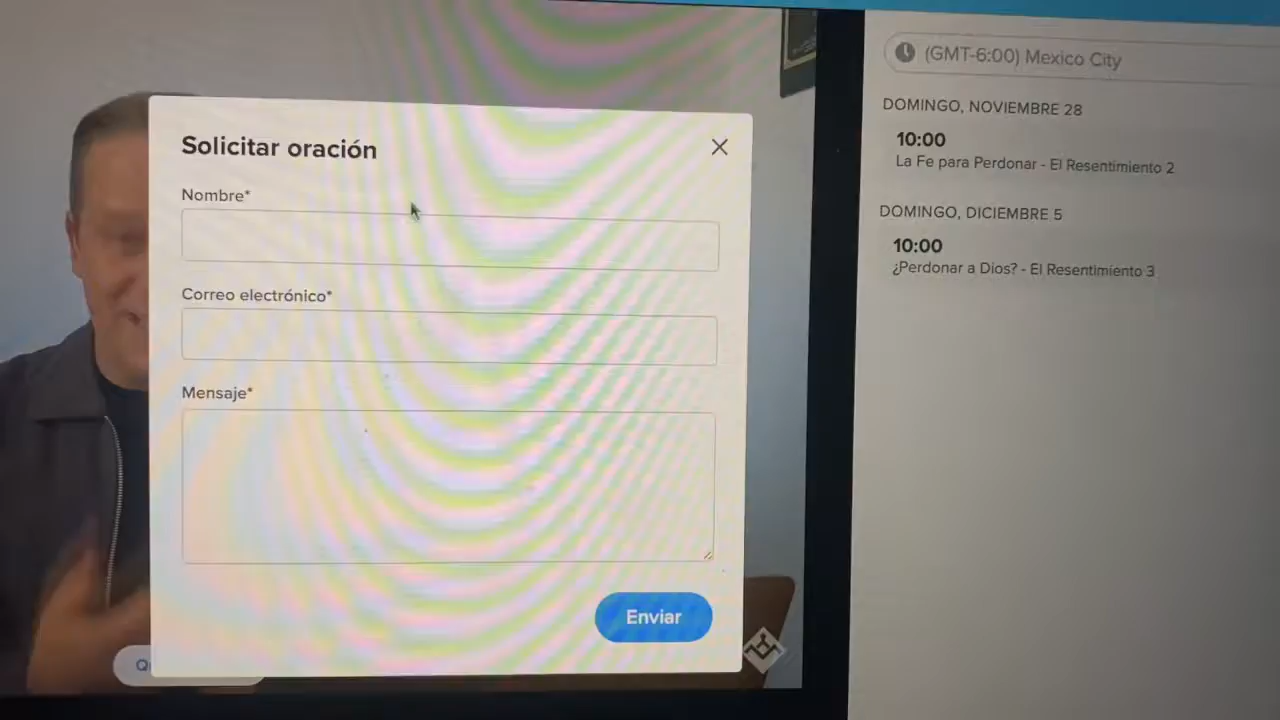 Solicitar oración
Nombre*
Correo electrónico*
Mensaje*
Enviar
(GMT-6:00) Mexico City
DOMINGO, NOVIEMBRE 28
10:00
La Fe para Perdonar - El Resentimiento 2
DOMINGO, DICIEMBRE 5
10:00
¿Perdonar a Dios? - El Resentimiento 3